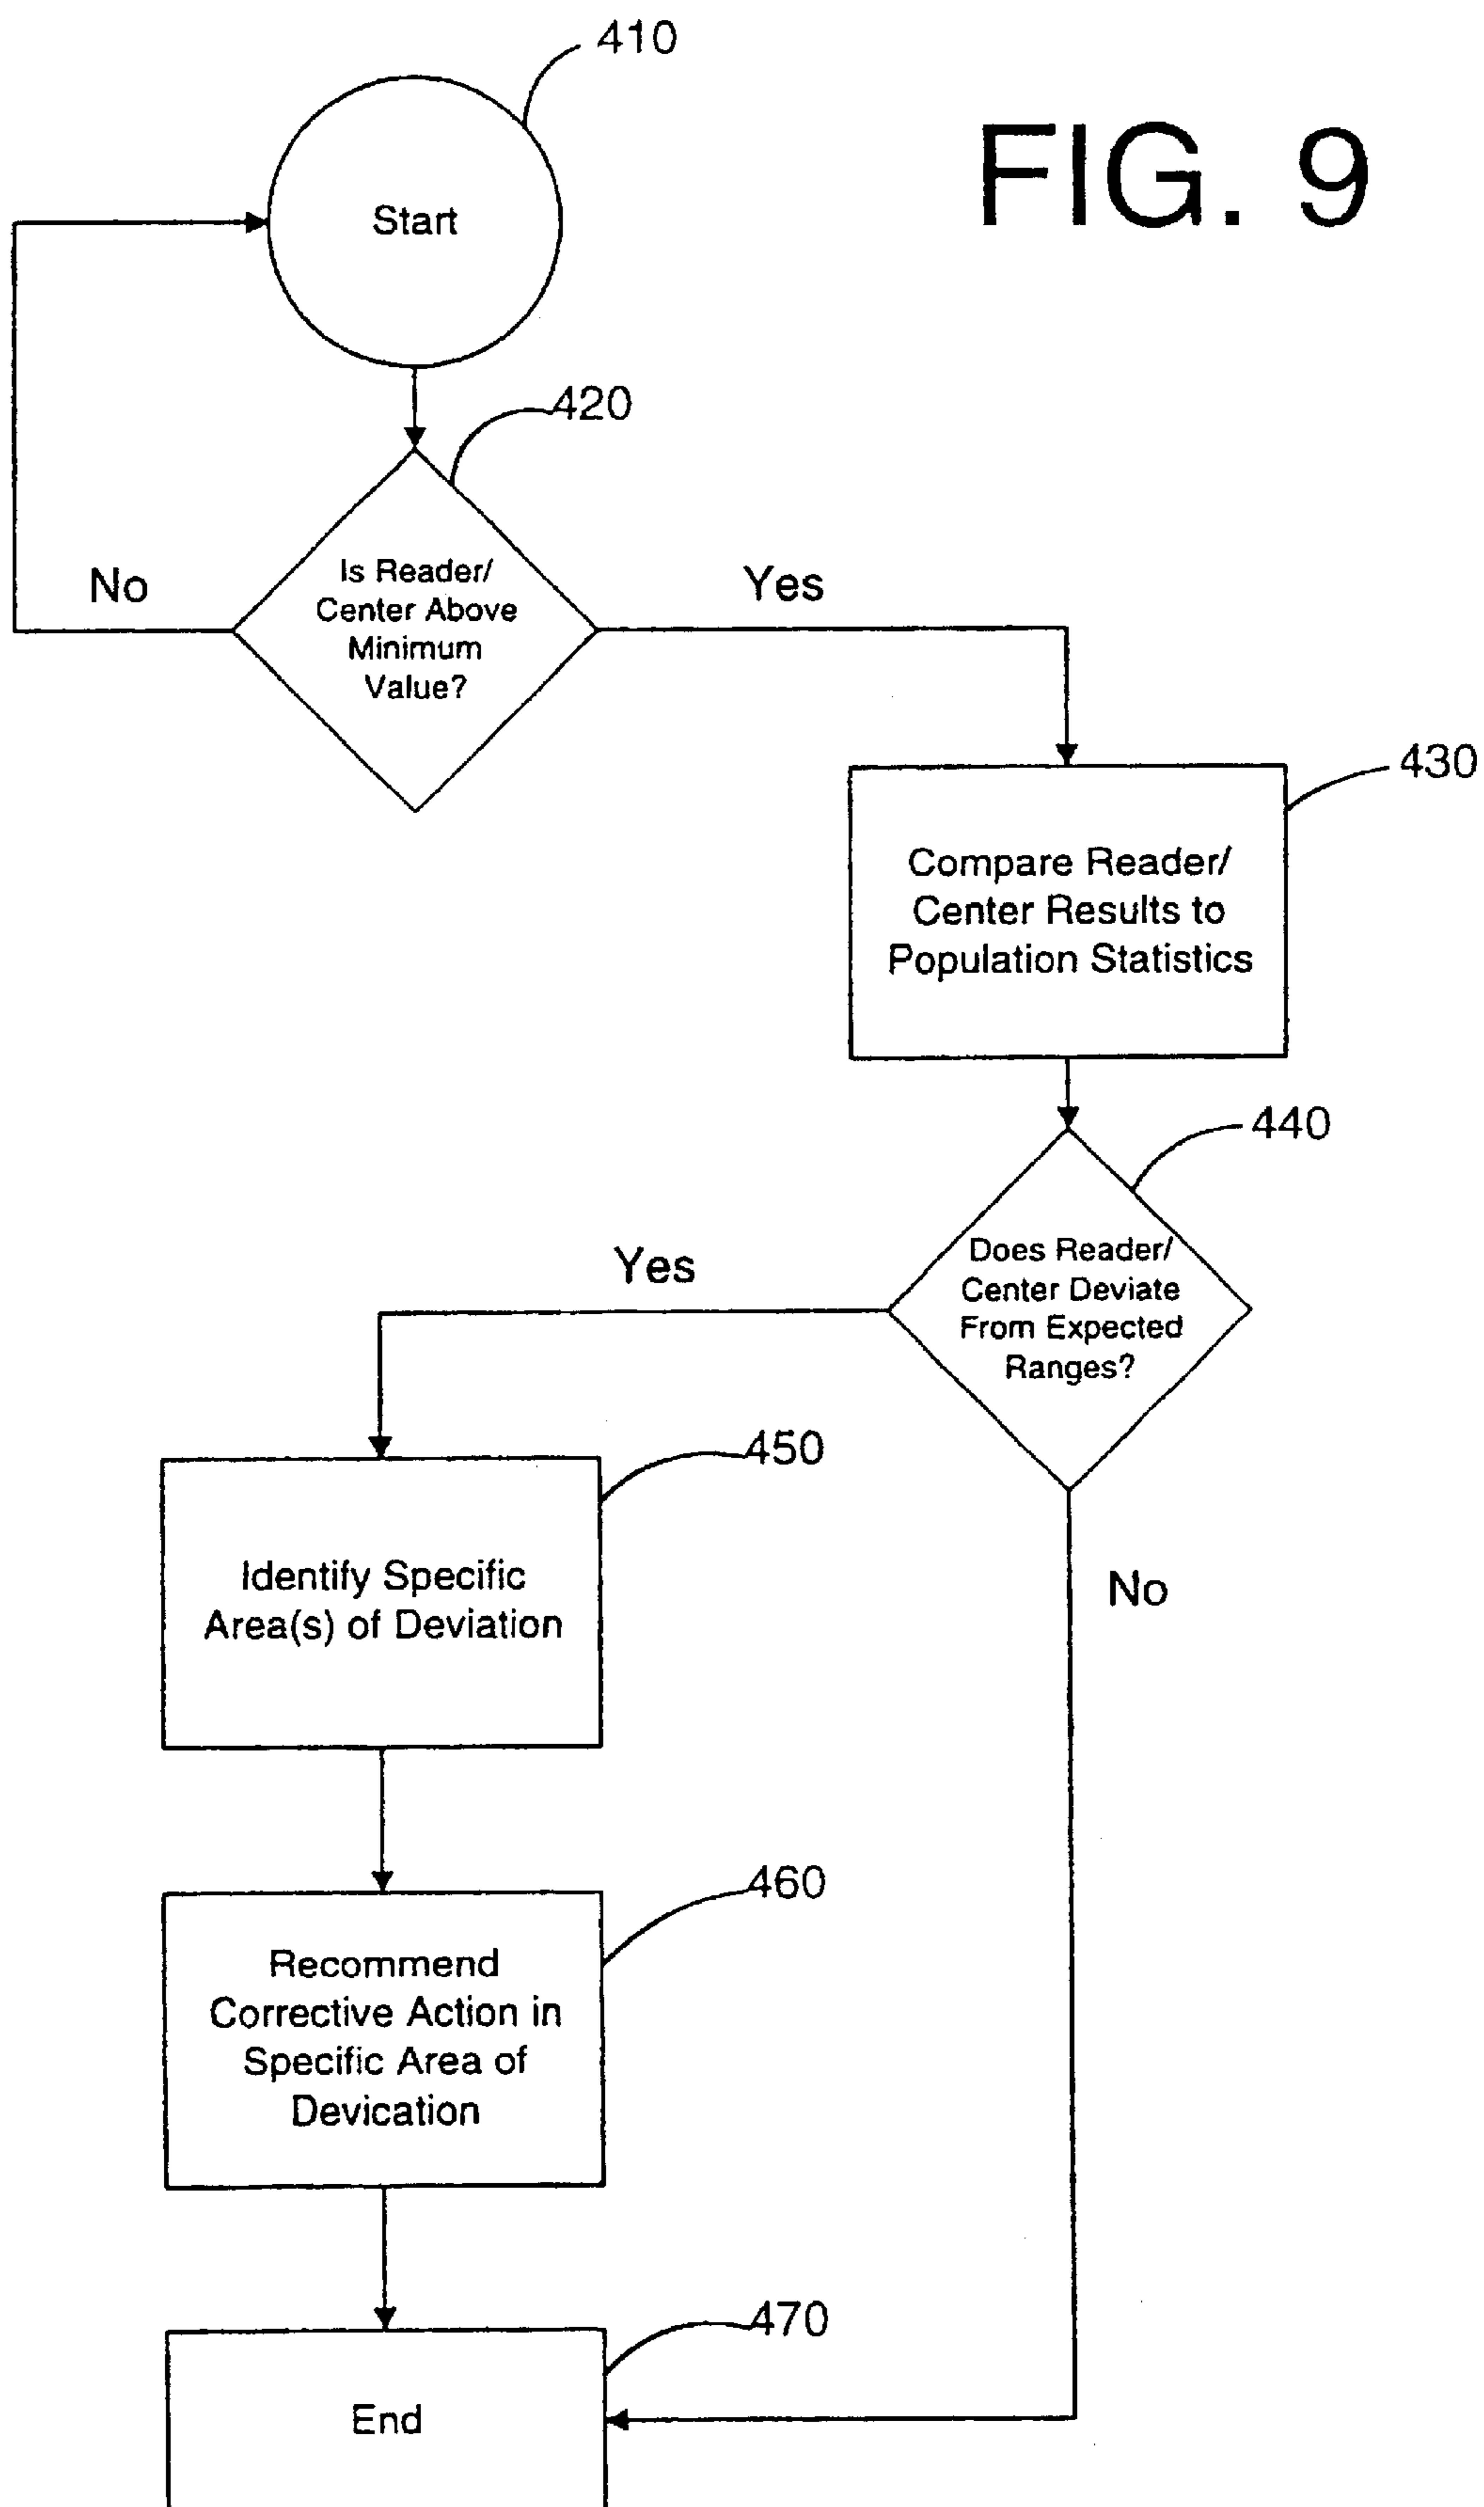 410
FIG. 9
Start
420
Is Reader/
Center Above
Minimum
Value?
No
Yes
430
Compare Reader/
Center Results to
Population Statistics
440
Does Reader/
Center Deviate
From Expected
Ranges?
Yes
No
450
Identify Specific
Area(s) of Deviation
460
Recommend
Corrective Action in
Specific Area of
Devication
470
End